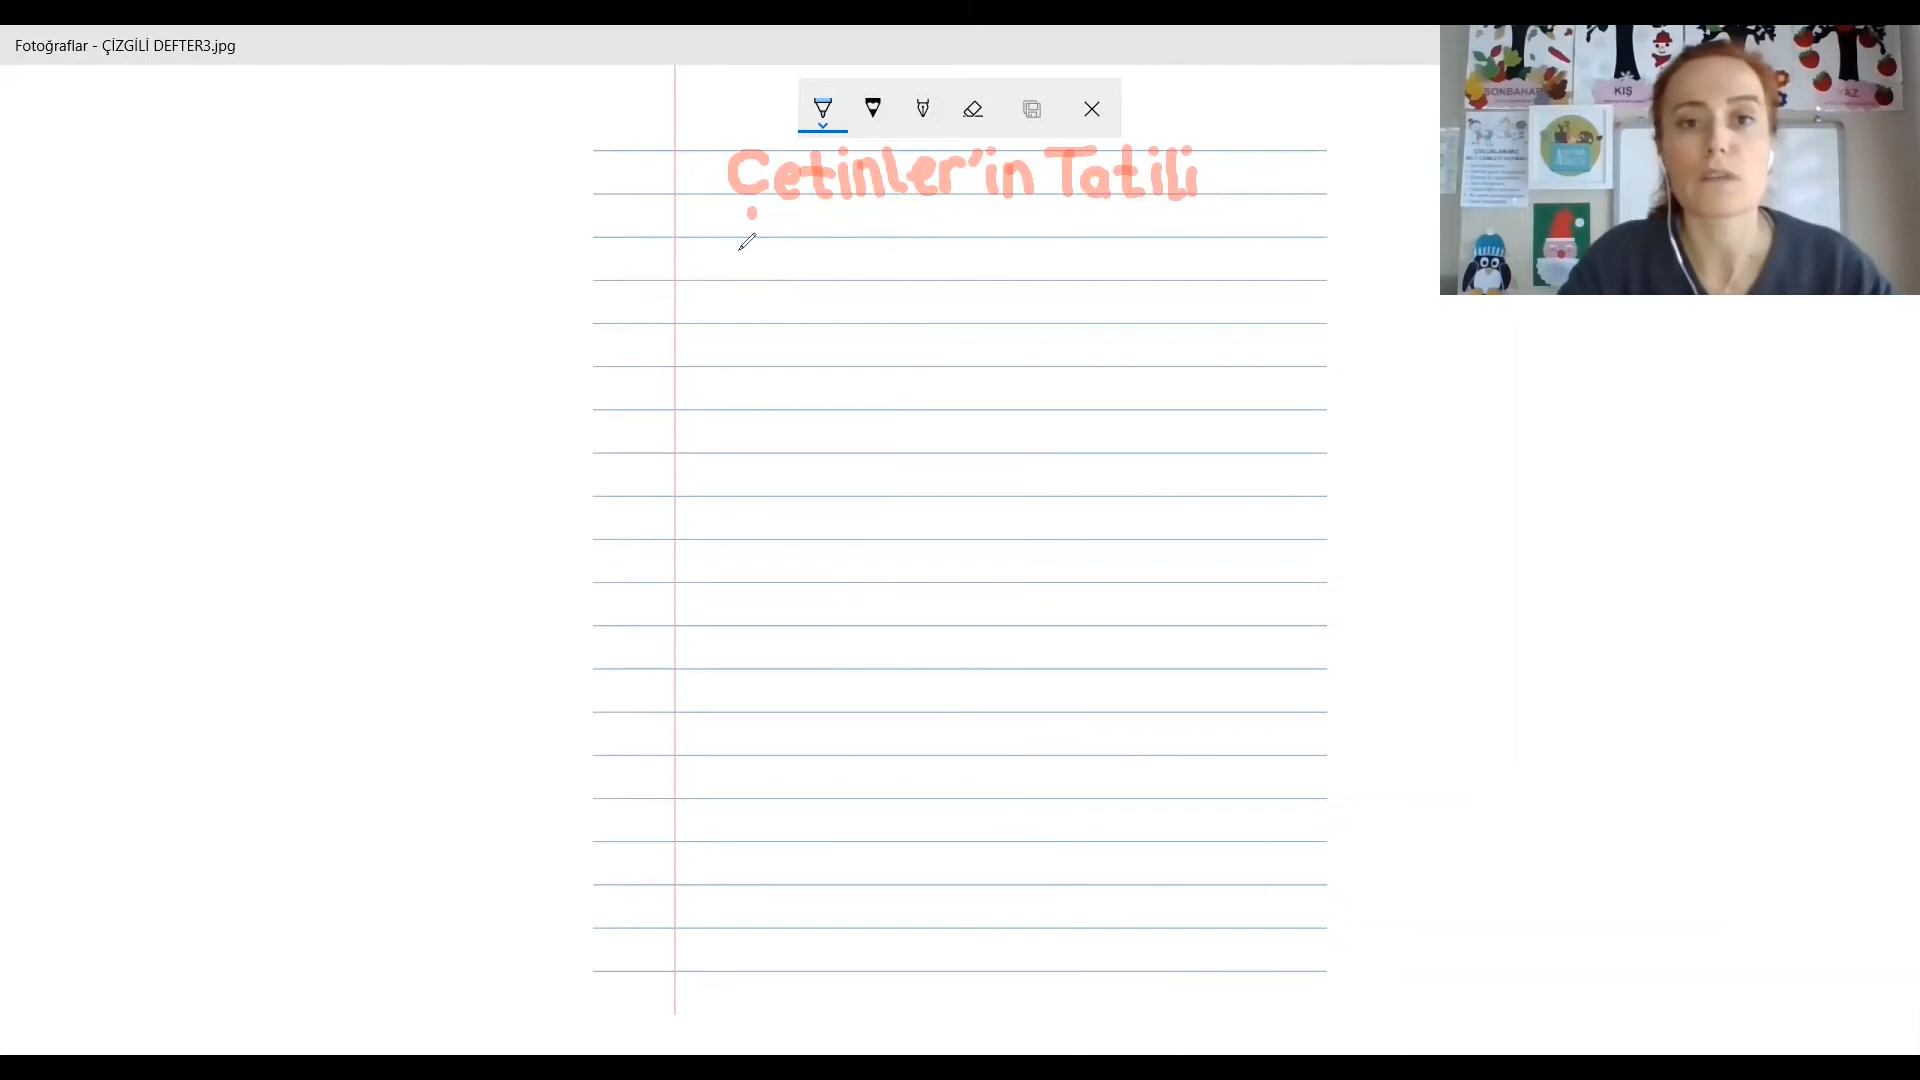 Fotoğraflar - ÇİZGİLİ DEFTER3.jpg
Çetinler'in Tatili
SONBAHAR
KIŞ
YAZ